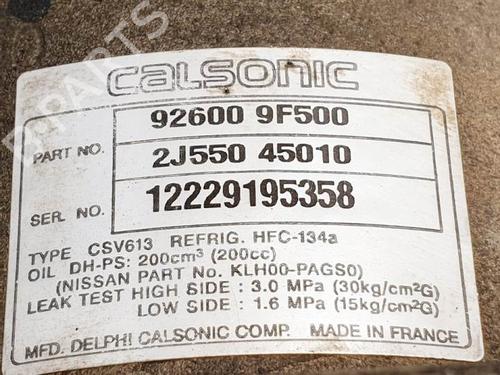 CALSONIC
92600 9F500
PART NO.
2J550 45010
12229195358
SER NO.
TYPE CSV613 REFRIG. HFC-134a
OIL DH-PS: 200cm³ (200cc)
(NISSAN PART No. KLH00-PAGS0)
LEAK TEST HIGH SIDE : 3.0 MPa (30kg/cm²G)
LOW SIDE : 1.6 MPa (15kg/cm²G)
MFD. DELPHI CALSONIC COMP. MADE IN FRANCE